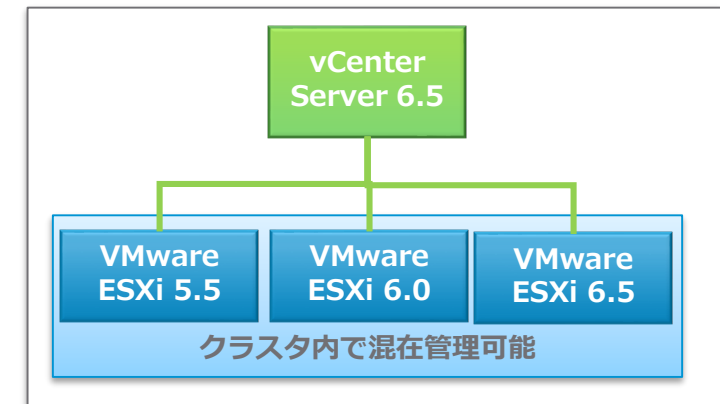 vCenter
Server 6.5
VMware
ESXi 5.5
VMware
ESXi 6.0
VMware
ESXi 6.5
クラスタ内で混在管理可能